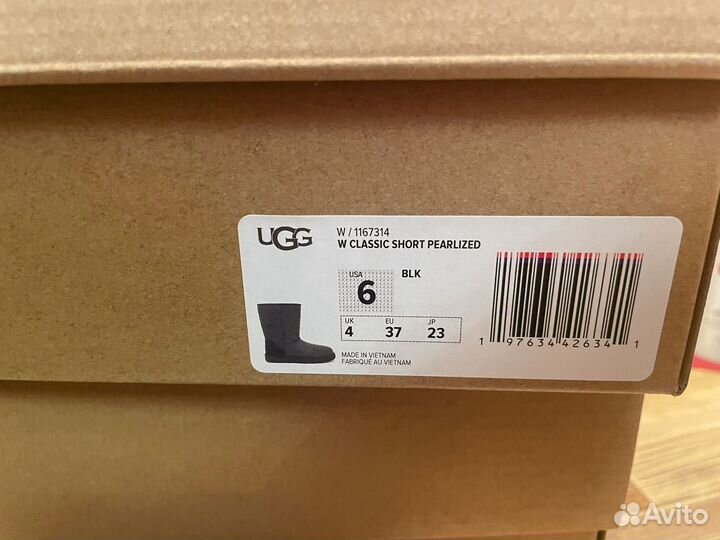 UGG
W / 1167314
W CLASSIC SHORT PEARLIZED
USA
6
BLK
UK EU JP
4 37 23
MADE IN VIETNAM
FABRIQUÉ AU VIETNAM
1 97634 42634 1
Avito